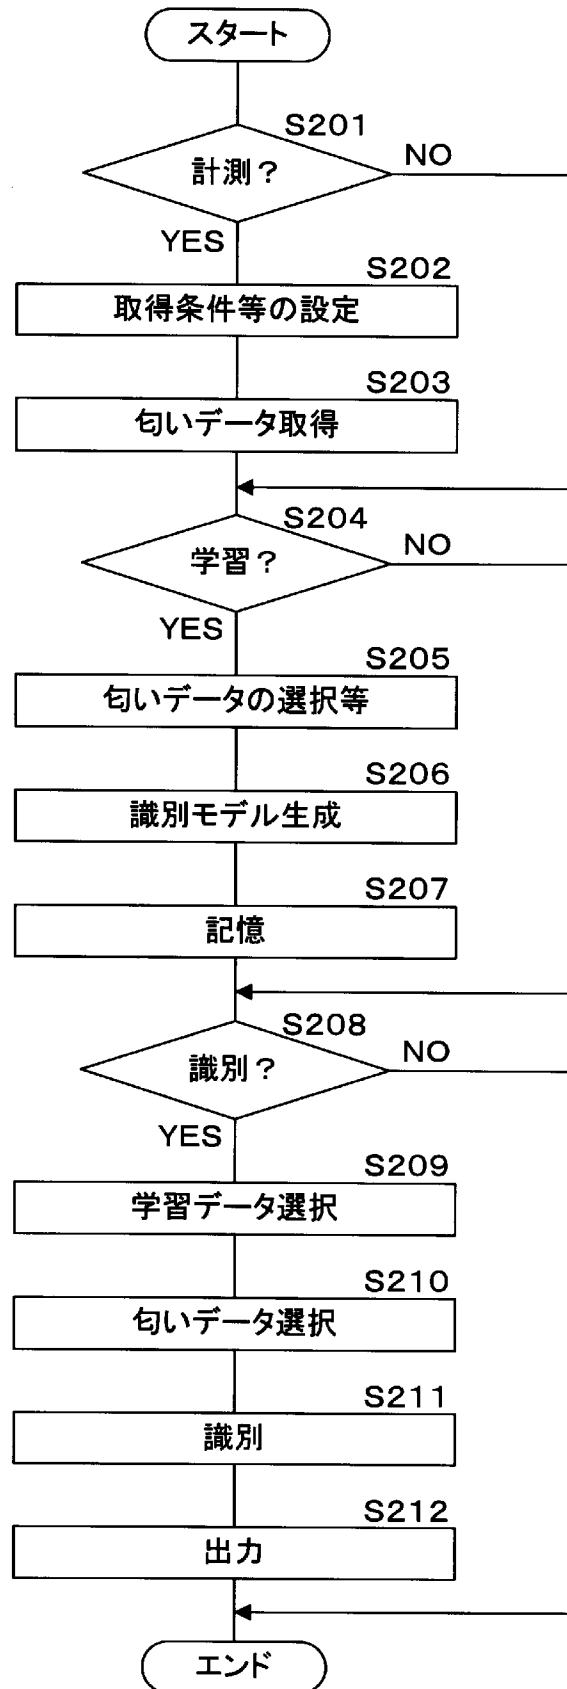 スタート
S201
計測？
NO
YES
S202
取得条件等の設定
S203
匂いデータ取得
S204
学習？
NO
YES
S205
匂いデータの選択等
S206
識別モデル生成
S207
記憶
S208
識別？
NO
YES
S209
学習データ選択
S210
匂いデータ選択
S211
識別
S212
出力
エンド